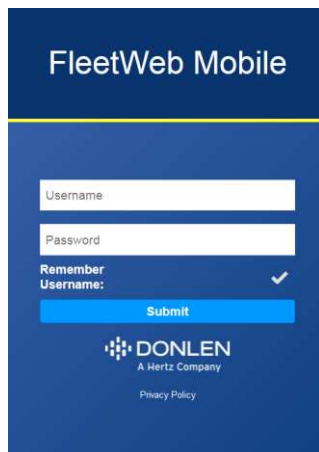 FleetWeb Mobile
Username
Password
Remember
Username:
Submit
DONLEN
A Hertz Company
Privacy Policy